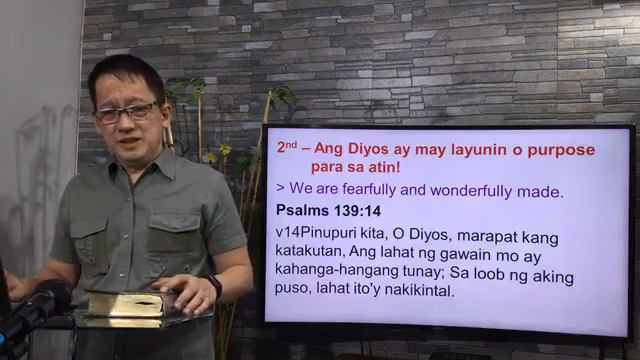 2nd – Ang Diyos ay may layunin o purpose
para sa atin!
> We are fearfully and wonderfully made.
Psalms 139:14
v14Pinupuri kita, O Diyos, marapat kang
katakutan, Ang lahat ng gawain mo ay
kahanga-hangang tunay; Sa loob ng aking
puso, lahat ito'y nakikintal.